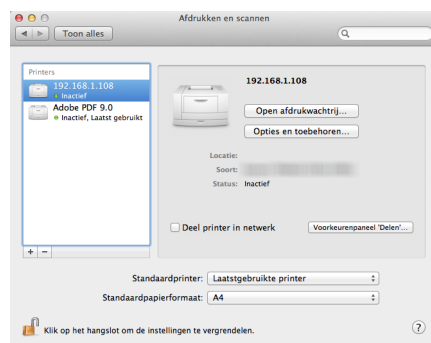 Afdrukken en scannen
Toon alles
Printers
192.168.1.108
Inactief
Adobe PDF 9.0
Inactief, Laatst gebruikt
192.168.1.108
Open afdrukwachtrij...
Opties en toebehoren...
Locatie:
Soort:
Status: Inactief
Deel printer in netwerk
Voorkeurenpaneel 'Delen'...
+ −
Standaardprinter: Laatstgebruikte printer
Standaardpapierformaat: A4
Klik op het hangslot om de instellingen te vergrendelen.
?